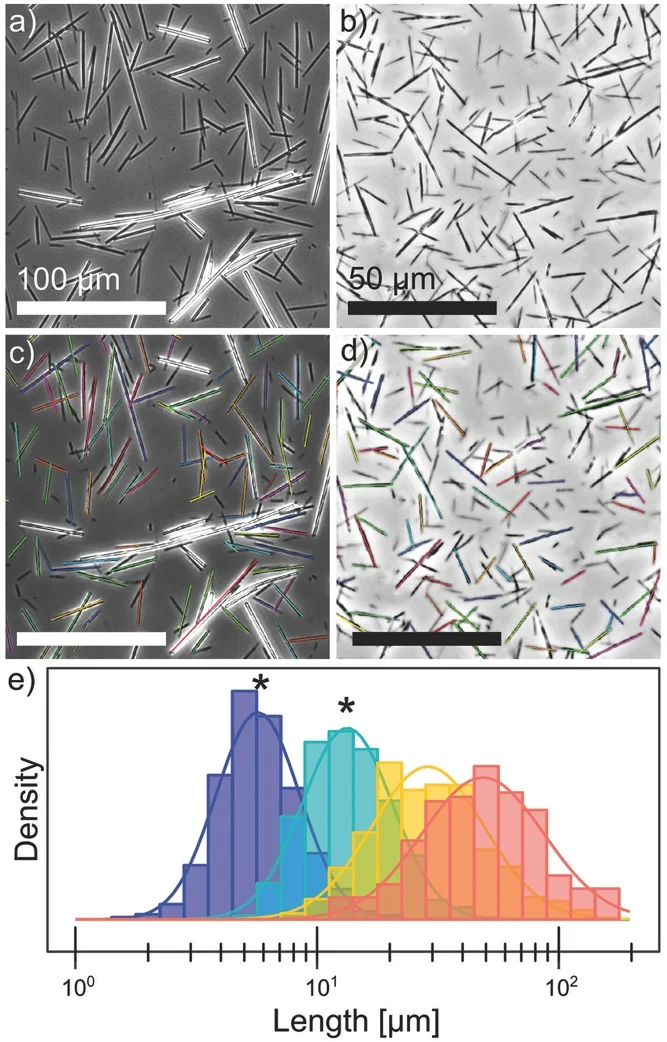 a)
b)
100 μm
50 μm
c)
d)
e)
*
*
Density
10⁰
10¹
10²
Length [μm]